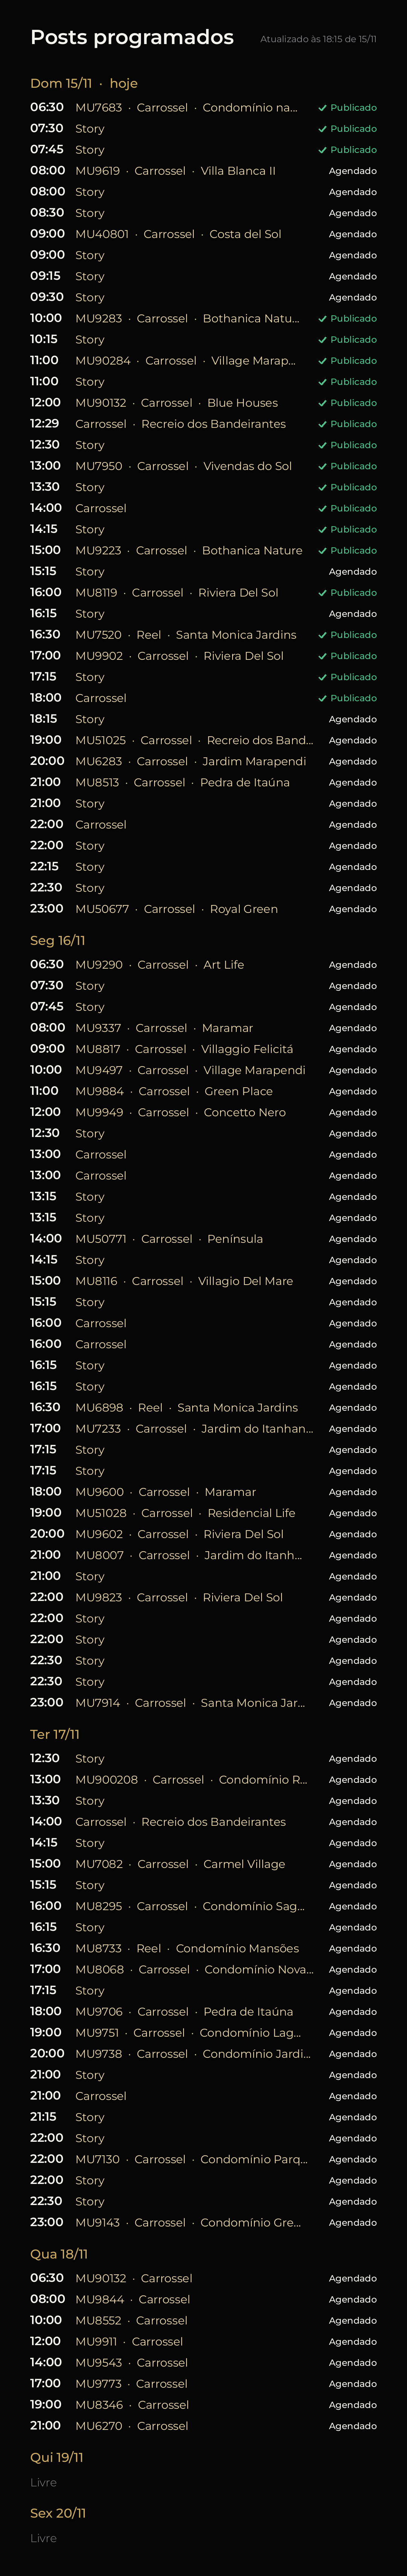 Posts programados
Atualizado às 18:15 de 15/11
Dom 15/11 · hoje
06:30 MU7683 · Carrossel · Condomínio na... ✓ Publicado
07:30 Story ✓ Publicado
07:45 Story ✓ Publicado
08:00 MU9619 · Carrossel · Villa Blanca II Agendado
08:00 Story Agendado
08:30 Story Agendado
09:00 MU40801 · Carrossel · Costa del Sol Agendado
09:00 Story Agendado
09:15 Story Agendado
09:30 Story Agendado
10:00 MU9283 · Carrossel · Bothanica Natu... ✓ Publicado
10:15 Story ✓ Publicado
11:00 MU90284 · Carrossel · Village Marap... ✓ Publicado
11:00 Story ✓ Publicado
12:00 MU90132 · Carrossel · Blue Houses ✓ Publicado
12:29 Carrossel · Recreio dos Bandeirantes ✓ Publicado
12:30 Story ✓ Publicado
13:00 MU7950 · Carrossel · Vivendas do Sol ✓ Publicado
13:30 Story ✓ Publicado
14:00 Carrossel ✓ Publicado
14:15 Story ✓ Publicado
15:00 MU9223 · Carrossel · Bothanica Nature ✓ Publicado
15:15 Story Agendado
16:00 MU8119 · Carrossel · Riviera Del Sol ✓ Publicado
16:15 Story Agendado
16:30 MU7520 · Reel · Santa Monica Jardins ✓ Publicado
17:00 MU9902 · Carrossel · Riviera Del Sol ✓ Publicado
17:15 Story ✓ Publicado
18:00 Carrossel ✓ Publicado
18:15 Story Agendado
19:00 MU51025 · Carrossel · Recreio dos Band... Agendado
20:00 MU6283 · Carrossel · Jardim Marapendi Agendado
21:00 MU8513 · Carrossel · Pedra de Itaúna Agendado
21:00 Story Agendado
22:00 Carrossel Agendado
22:00 Story Agendado
22:15 Story Agendado
22:30 Story Agendado
23:00 MU50677 · Carrossel · Royal Green Agendado
Seg 16/11
06:30 MU9290 · Carrossel · Art Life Agendado
07:30 Story Agendado
07:45 Story Agendado
08:00 MU9337 · Carrossel · Maramar Agendado
09:00 MU8817 · Carrossel · Villaggio Felicitá Agendado
10:00 MU9497 · Carrossel · Village Marapendi Agendado
11:00 MU9884 · Carrossel · Green Place Agendado
12:00 MU9949 · Carrossel · Concetto Nero Agendado
12:30 Story Agendado
13:00 Carrossel Agendado
13:00 Carrossel Agendado
13:15 Story Agendado
13:15 Story Agendado
14:00 MU50771 · Carrossel · Península Agendado
14:15 Story Agendado
15:00 MU8116 · Carrossel · Villagio Del Mare Agendado
15:15 Story Agendado
16:00 Carrossel Agendado
16:00 Carrossel Agendado
16:15 Story Agendado
16:15 Story Agendado
16:30 MU6898 · Reel · Santa Monica Jardins Agendado
17:00 MU7233 · Carrossel · Jardim do Itanhan... Agendado
17:15 Story Agendado
17:15 Story Agendado
18:00 MU9600 · Carrossel · Maramar Agendado
19:00 MU51028 · Carrossel · Residencial Life Agendado
20:00 MU9602 · Carrossel · Riviera Del Sol Agendado
21:00 MU8007 · Carrossel · Jardim do Itanh... Agendado
21:00 Story Agendado
22:00 MU9823 · Carrossel · Riviera Del Sol Agendado
22:00 Story Agendado
22:00 Story Agendado
22:30 Story Agendado
22:30 Story Agendado
23:00 MU7914 · Carrossel · Santa Monica Jar... Agendado
Ter 17/11
12:30 Story Agendado
13:00 MU900208 · Carrossel · Condomínio R... Agendado
13:30 Story Agendado
14:00 Carrossel · Recreio dos Bandeirantes Agendado
14:15 Story Agendado
15:00 MU7082 · Carrossel · Carmel Village Agendado
15:15 Story Agendado
16:00 MU8295 · Carrossel · Condomínio Sag... Agendado
16:15 Story Agendado
16:30 MU8733 · Reel · Condomínio Mansões Agendado
17:00 MU8068 · Carrossel · Condomínio Nova... Agendado
17:15 Story Agendado
18:00 MU9706 · Carrossel · Pedra de Itaúna Agendado
19:00 MU9751 · Carrossel · Condomínio Lag... Agendado
20:00 MU9738 · Carrossel · Condomínio Jardi... Agendado
21:00 Story Agendado
21:00 Carrossel Agendado
21:15 Story Agendado
22:00 Story Agendado
22:00 MU7130 · Carrossel · Condomínio Parq... Agendado
22:00 Story Agendado
22:30 Story Agendado
23:00 MU9143 · Carrossel · Condomínio Gre... Agendado
Qua 18/11
06:30 MU90132 · Carrossel Agendado
08:00 MU9844 · Carrossel Agendado
10:00 MU8552 · Carrossel Agendado
12:00 MU9911 · Carrossel Agendado
14:00 MU9543 · Carrossel Agendado
17:00 MU9773 · Carrossel Agendado
19:00 MU8346 · Carrossel Agendado
21:00 MU6270 · Carrossel Agendado
Qui 19/11
Livre
Sex 20/11
Livre